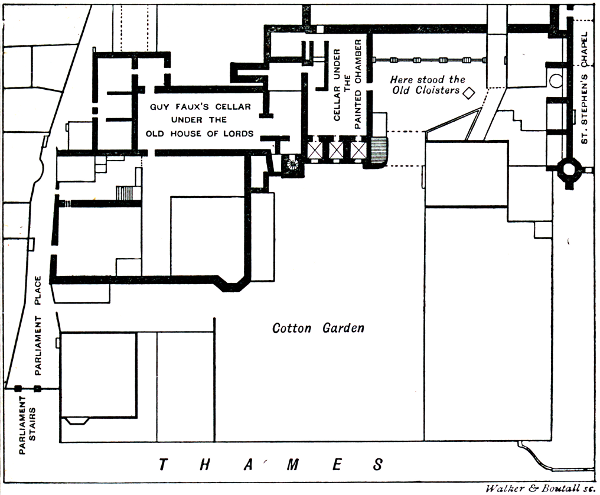 GUY FAUX'S CELLAR
UNDER THE
OLD HOUSE OF LORDS
CELLAR UNDER
THE
PAINTED CHAMBER
Here stood the
Old Cloisters
ST. STEPHEN'S CHAPEL
Cotton Garden
PARLIAMENT PLACE
PARLIAMENT
STAIRS
THAMES
Walker & Boutall sc.